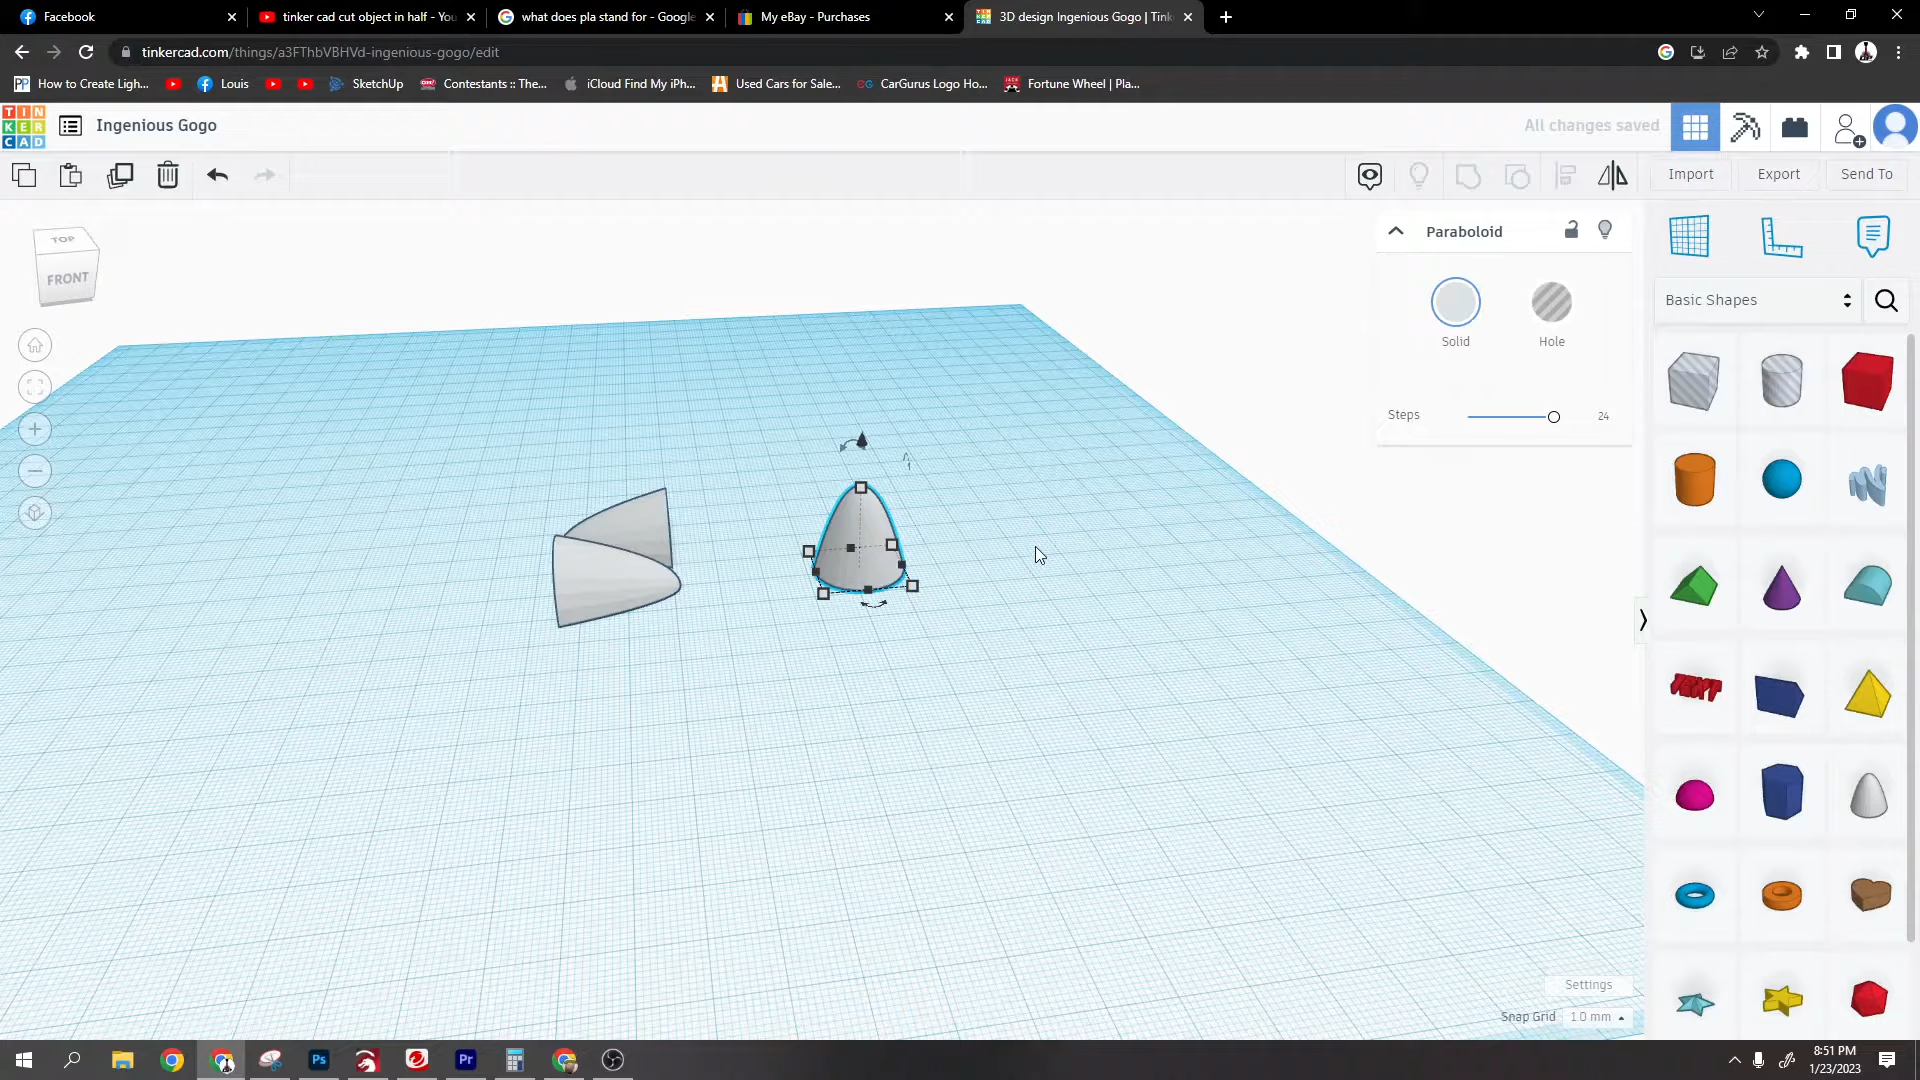 Facebook
tinker cad cut object in half - You
what does pla stand for - Google
My eBay - Purchases
3D design Ingenious Gogo | Tink
tinkercad.com/things/a3FThbVBHVd-ingenious-gogo/edit
How to Create Ligh...
Louis
SketchUp
Contestants :: The...
iCloud Find My iPh...
Used Cars for Sale...
CarGurus Logo Ho...
Fortune Wheel | Pla...
TIN
KER
CAD
Ingenious Gogo
All changes saved
Import
Export
Send To
TOP
FRONT
Paraboloid
Solid
Hole
Steps
24
Basic Shapes
TEXT
Settings
Snap Grid
1.0 mm
Ps
Pr
8:51 PM
1/23/2023